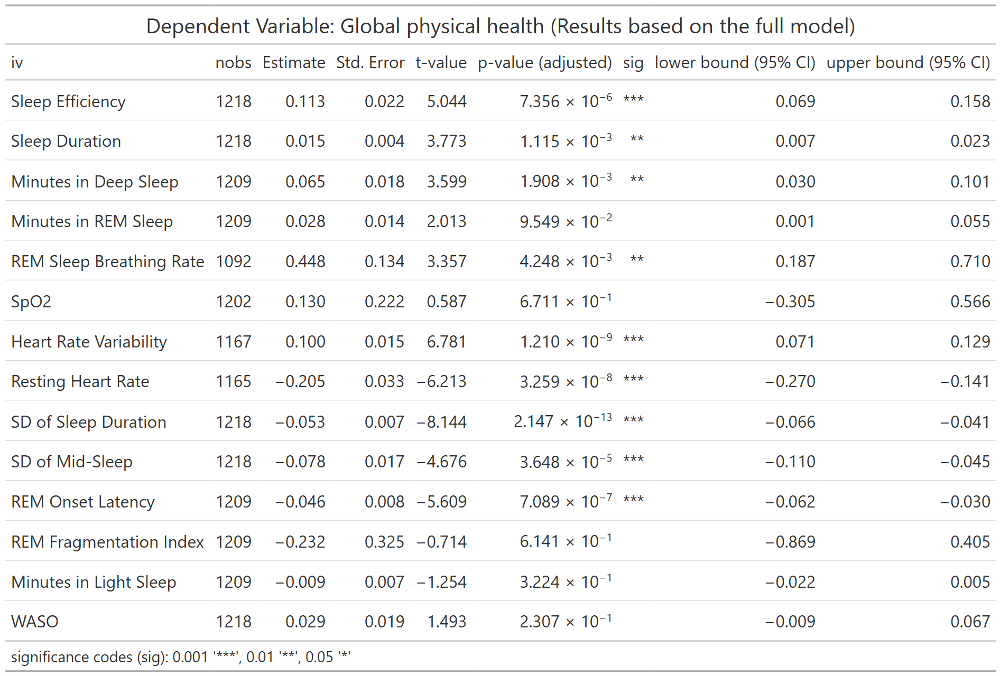 Dependent Variable: Global physical health (Results based on the full model)
iv nobs Estimate Std. Error t-value p-value (adjusted) sig lower bound (95% CI) upper bound (95% CI)
Sleep Efficiency 1218 0.113 0.022 5.044 7.356 × 10⁻⁶ *** 0.069 0.158
Sleep Duration 1218 0.015 0.004 3.773 1.115 × 10⁻³ ** 0.007 0.023
Minutes in Deep Sleep 1209 0.065 0.018 3.599 1.908 × 10⁻³ ** 0.030 0.101
Minutes in REM Sleep 1209 0.028 0.014 2.013 9.549 × 10⁻² 0.001 0.055
REM Sleep Breathing Rate 1092 0.448 0.134 3.357 4.248 × 10⁻³ ** 0.187 0.710
SpO2 1202 0.130 0.222 0.587 6.711 × 10⁻¹ −0.305 0.566
Heart Rate Variability 1167 0.100 0.015 6.781 1.210 × 10⁻⁹ *** 0.071 0.129
Resting Heart Rate 1165 −0.205 0.033 −6.213 3.259 × 10⁻⁸ *** −0.270 −0.141
SD of Sleep Duration 1218 −0.053 0.007 −8.144 2.147 × 10⁻¹³ *** −0.066 −0.041
SD of Mid-Sleep 1218 −0.078 0.017 −4.676 3.648 × 10⁻⁵ *** −0.110 −0.045
REM Onset Latency 1209 −0.046 0.008 −5.609 7.089 × 10⁻⁷ *** −0.062 −0.030
REM Fragmentation Index 1209 −0.232 0.325 −0.714 6.141 × 10⁻¹ −0.869 0.405
Minutes in Light Sleep 1209 −0.009 0.007 −1.254 3.224 × 10⁻¹ −0.022 0.005
WASO 1218 0.029 0.019 1.493 2.307 × 10⁻¹ −0.009 0.067
significance codes (sig): 0.001 '***', 0.01 '**', 0.05 '*'